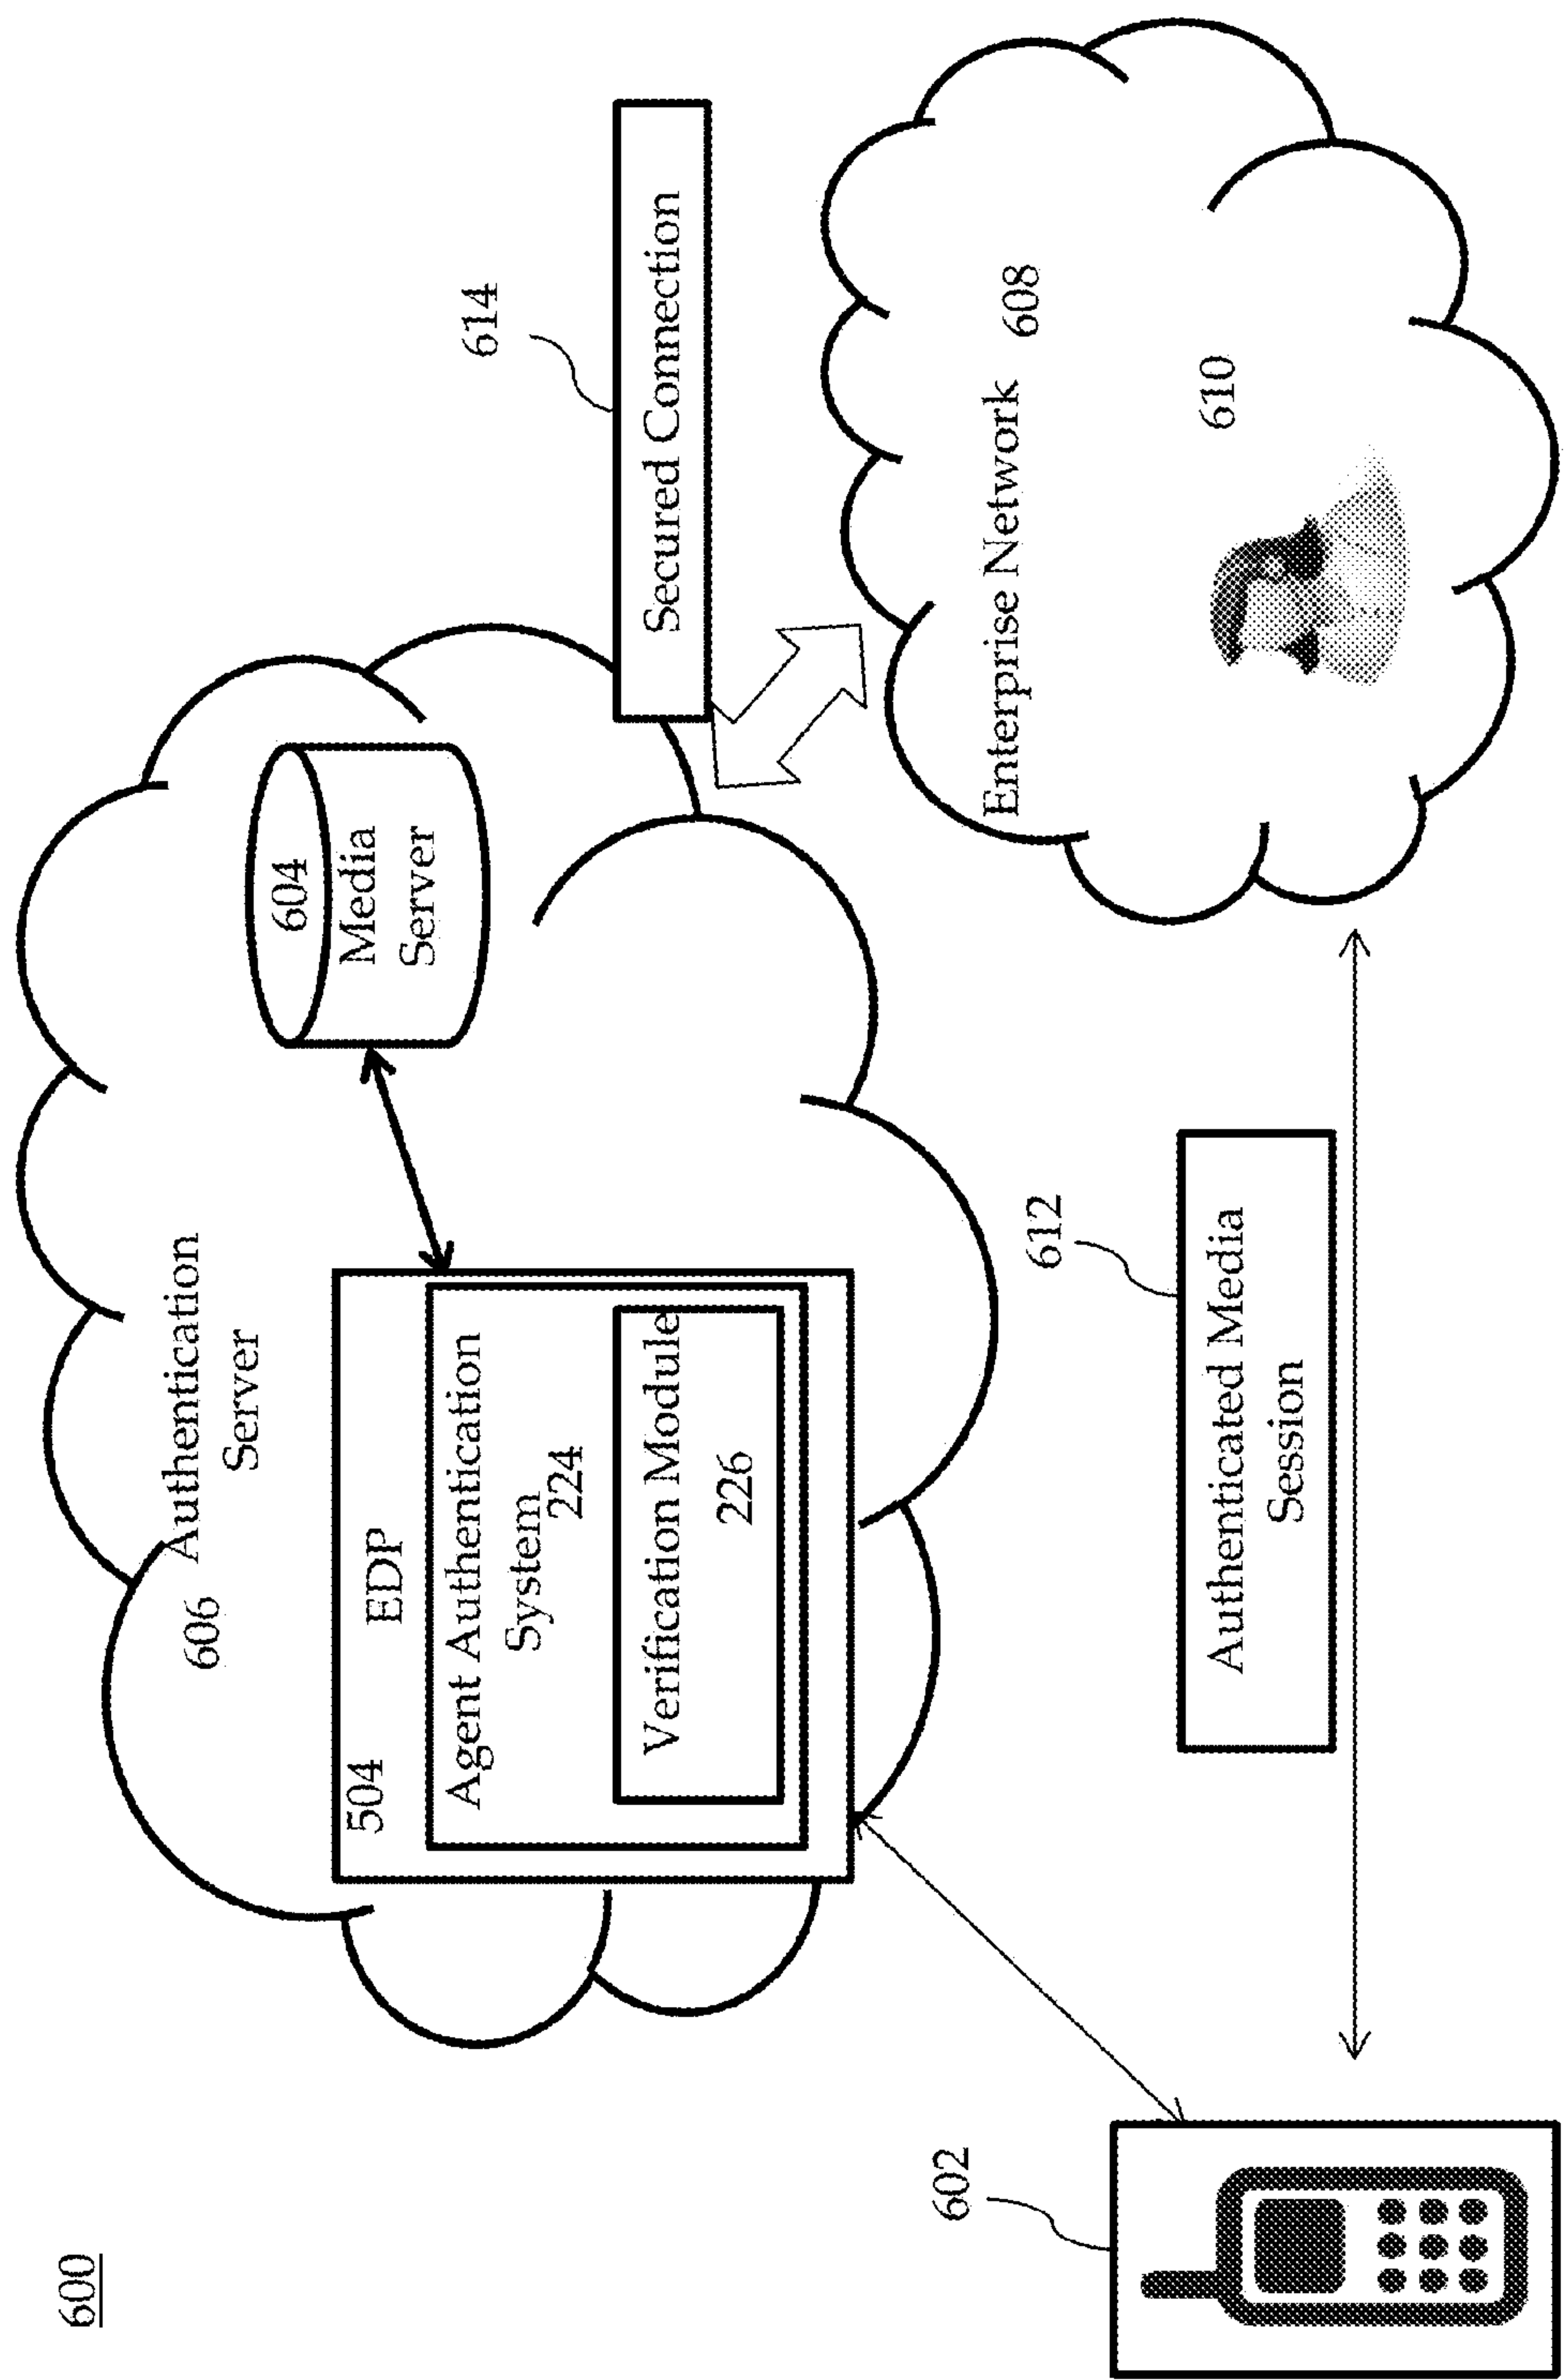 600
606
Authentication
Server
504
EDP
Agent Authentication
System
224
Verification Module
226
604
Media
Server
614
Secured Connection
Enterprise Network
608
610
612
Authenticated Media
Session
602